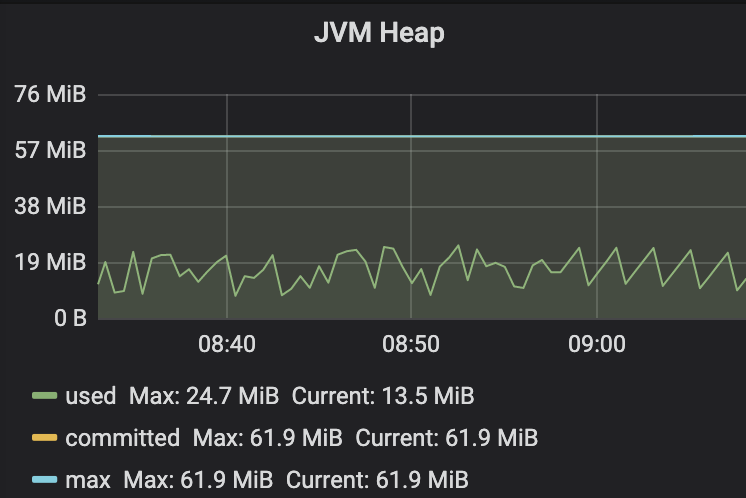 JVM Heap
76 MiB
57 MiB
38 MiB
19 MiB
0 B
08:40 08:50 09:00
used Max: 24.7 MiB Current: 13.5 MiB
committed Max: 61.9 MiB Current: 61.9 MiB
max Max: 61.9 MiB Current: 61.9 MiB